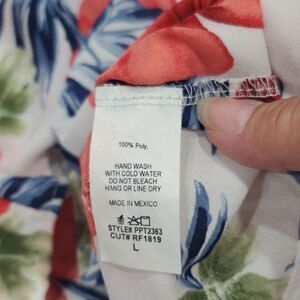 100% Poly,
HAND WASH
WITH COLD WATER
DO NOT BLEACH
HANG OR LINE DRY
MADE IN MEXICO
STYLE# PPT2363
CUT# RF1819
L